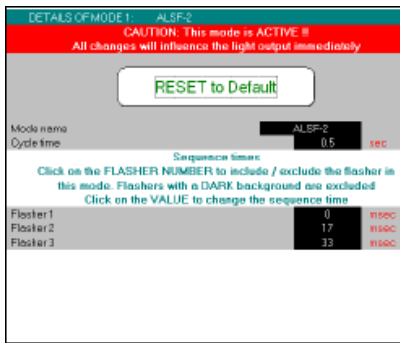 DETAILS OF MODE 1: ALSF-2
CAUTION: This mode is ACTIVE !!
All changes will influence the light output immediately
RESET to Default
Mode name ALSF-2
Cycle time 0.5 sec
Sequence times
Click on the FLASHER NUMBER to include / exclude the flasher in
this mode. Flashers with a DARK background are excluded
Click on the VALUE to change the sequence time
Flasher 1 0 msec
Flasher 2 17 msec
Flasher 3 33 msec